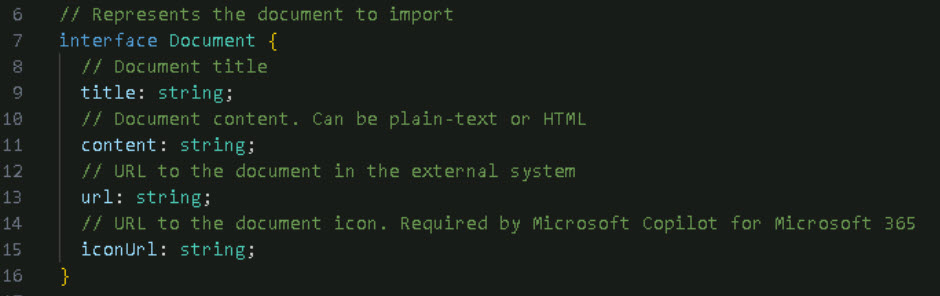 6 // Represents the document to import
7 interface Document {
8 // Document title
9 title: string;
10 // Document content. Can be plain-text or HTML
11 content: string;
12 // URL to the document in the external system
13 url: string;
14 // URL to the document icon. Required by Microsoft Copilot for Microsoft 365
15 iconUrl: string;
16 }